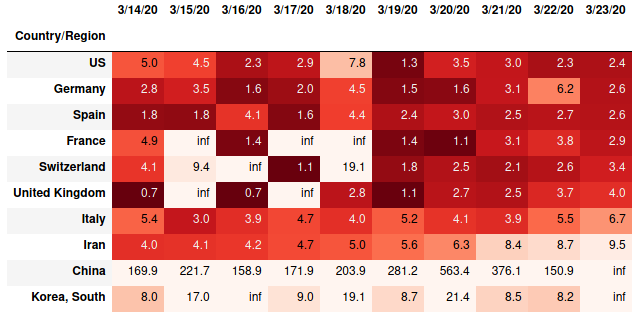 3/14/20 3/15/20 3/16/20 3/17/20 3/18/20 3/19/20 3/20/20 3/21/20 3/22/20 3/23/20
Country/Region
US 5.0 4.5 2.3 2.9 7.8 1.3 3.5 3.0 2.3 2.4
Germany 2.8 3.5 1.6 2.0 4.5 1.5 1.6 3.1 6.2 2.6
Spain 1.8 1.8 4.1 1.6 4.4 2.4 3.0 2.5 2.7 2.6
France 4.9 inf 1.4 inf inf 1.4 1.1 3.1 3.8 2.9
Switzerland 4.1 9.4 inf 1.1 19.1 1.8 2.5 2.1 2.6 3.4
United Kingdom 0.7 inf 0.7 inf 2.8 1.1 2.7 2.5 3.7 4.0
Italy 5.4 3.0 3.9 4.7 4.0 5.2 4.1 3.9 5.5 6.7
Iran 4.0 4.1 4.2 4.7 5.0 5.6 6.3 8.4 8.7 9.5
China 169.9 221.7 158.9 171.9 203.9 281.2 563.4 376.1 150.9 inf
Korea, South 8.0 17.0 inf 9.0 19.1 8.7 21.4 8.5 8.2 inf